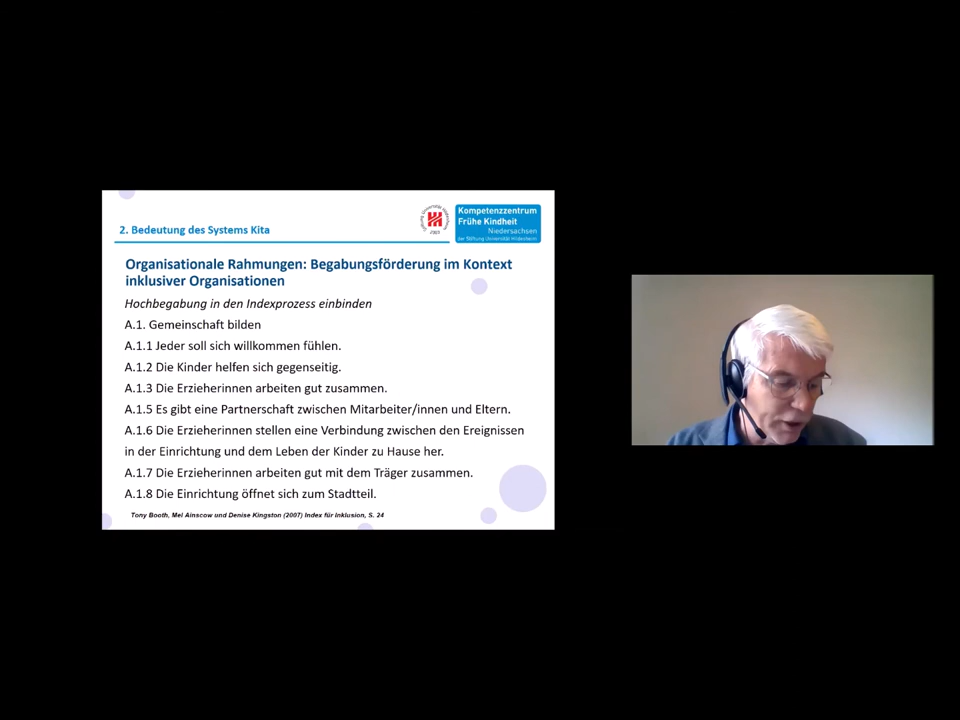 2. Bedeutung des Systems Kita
Kompetenzzentrum
Frühe Kindheit
Niedersachsen
der Stiftung Universität Hildesheim
Organisationale Rahmungen: Begabungsförderung im Kontext
inklusiver Organisationen
Hochbegabung in den Indexprozess einbinden
A.1. Gemeinschaft bilden
A.1.1 Jeder soll sich willkommen fühlen.
A.1.2 Die Kinder helfen sich gegenseitig.
A.1.3 Die Erzieherinnen arbeiten gut zusammen.
A.1.5 Es gibt eine Partnerschaft zwischen Mitarbeiter/innen und Eltern.
A.1.6 Die Erzieherinnen stellen eine Verbindung zwischen den Ereignissen
in der Einrichtung und dem Leben der Kinder zu Hause her.
A.1.7 Die Erzieherinnen arbeiten gut mit dem Träger zusammen.
A.1.8 Die Einrichtung öffnet sich zum Stadtteil.
Tony Booth, Mel Ainscow und Denise Kingston (2007) Index für Inklusion, S. 24